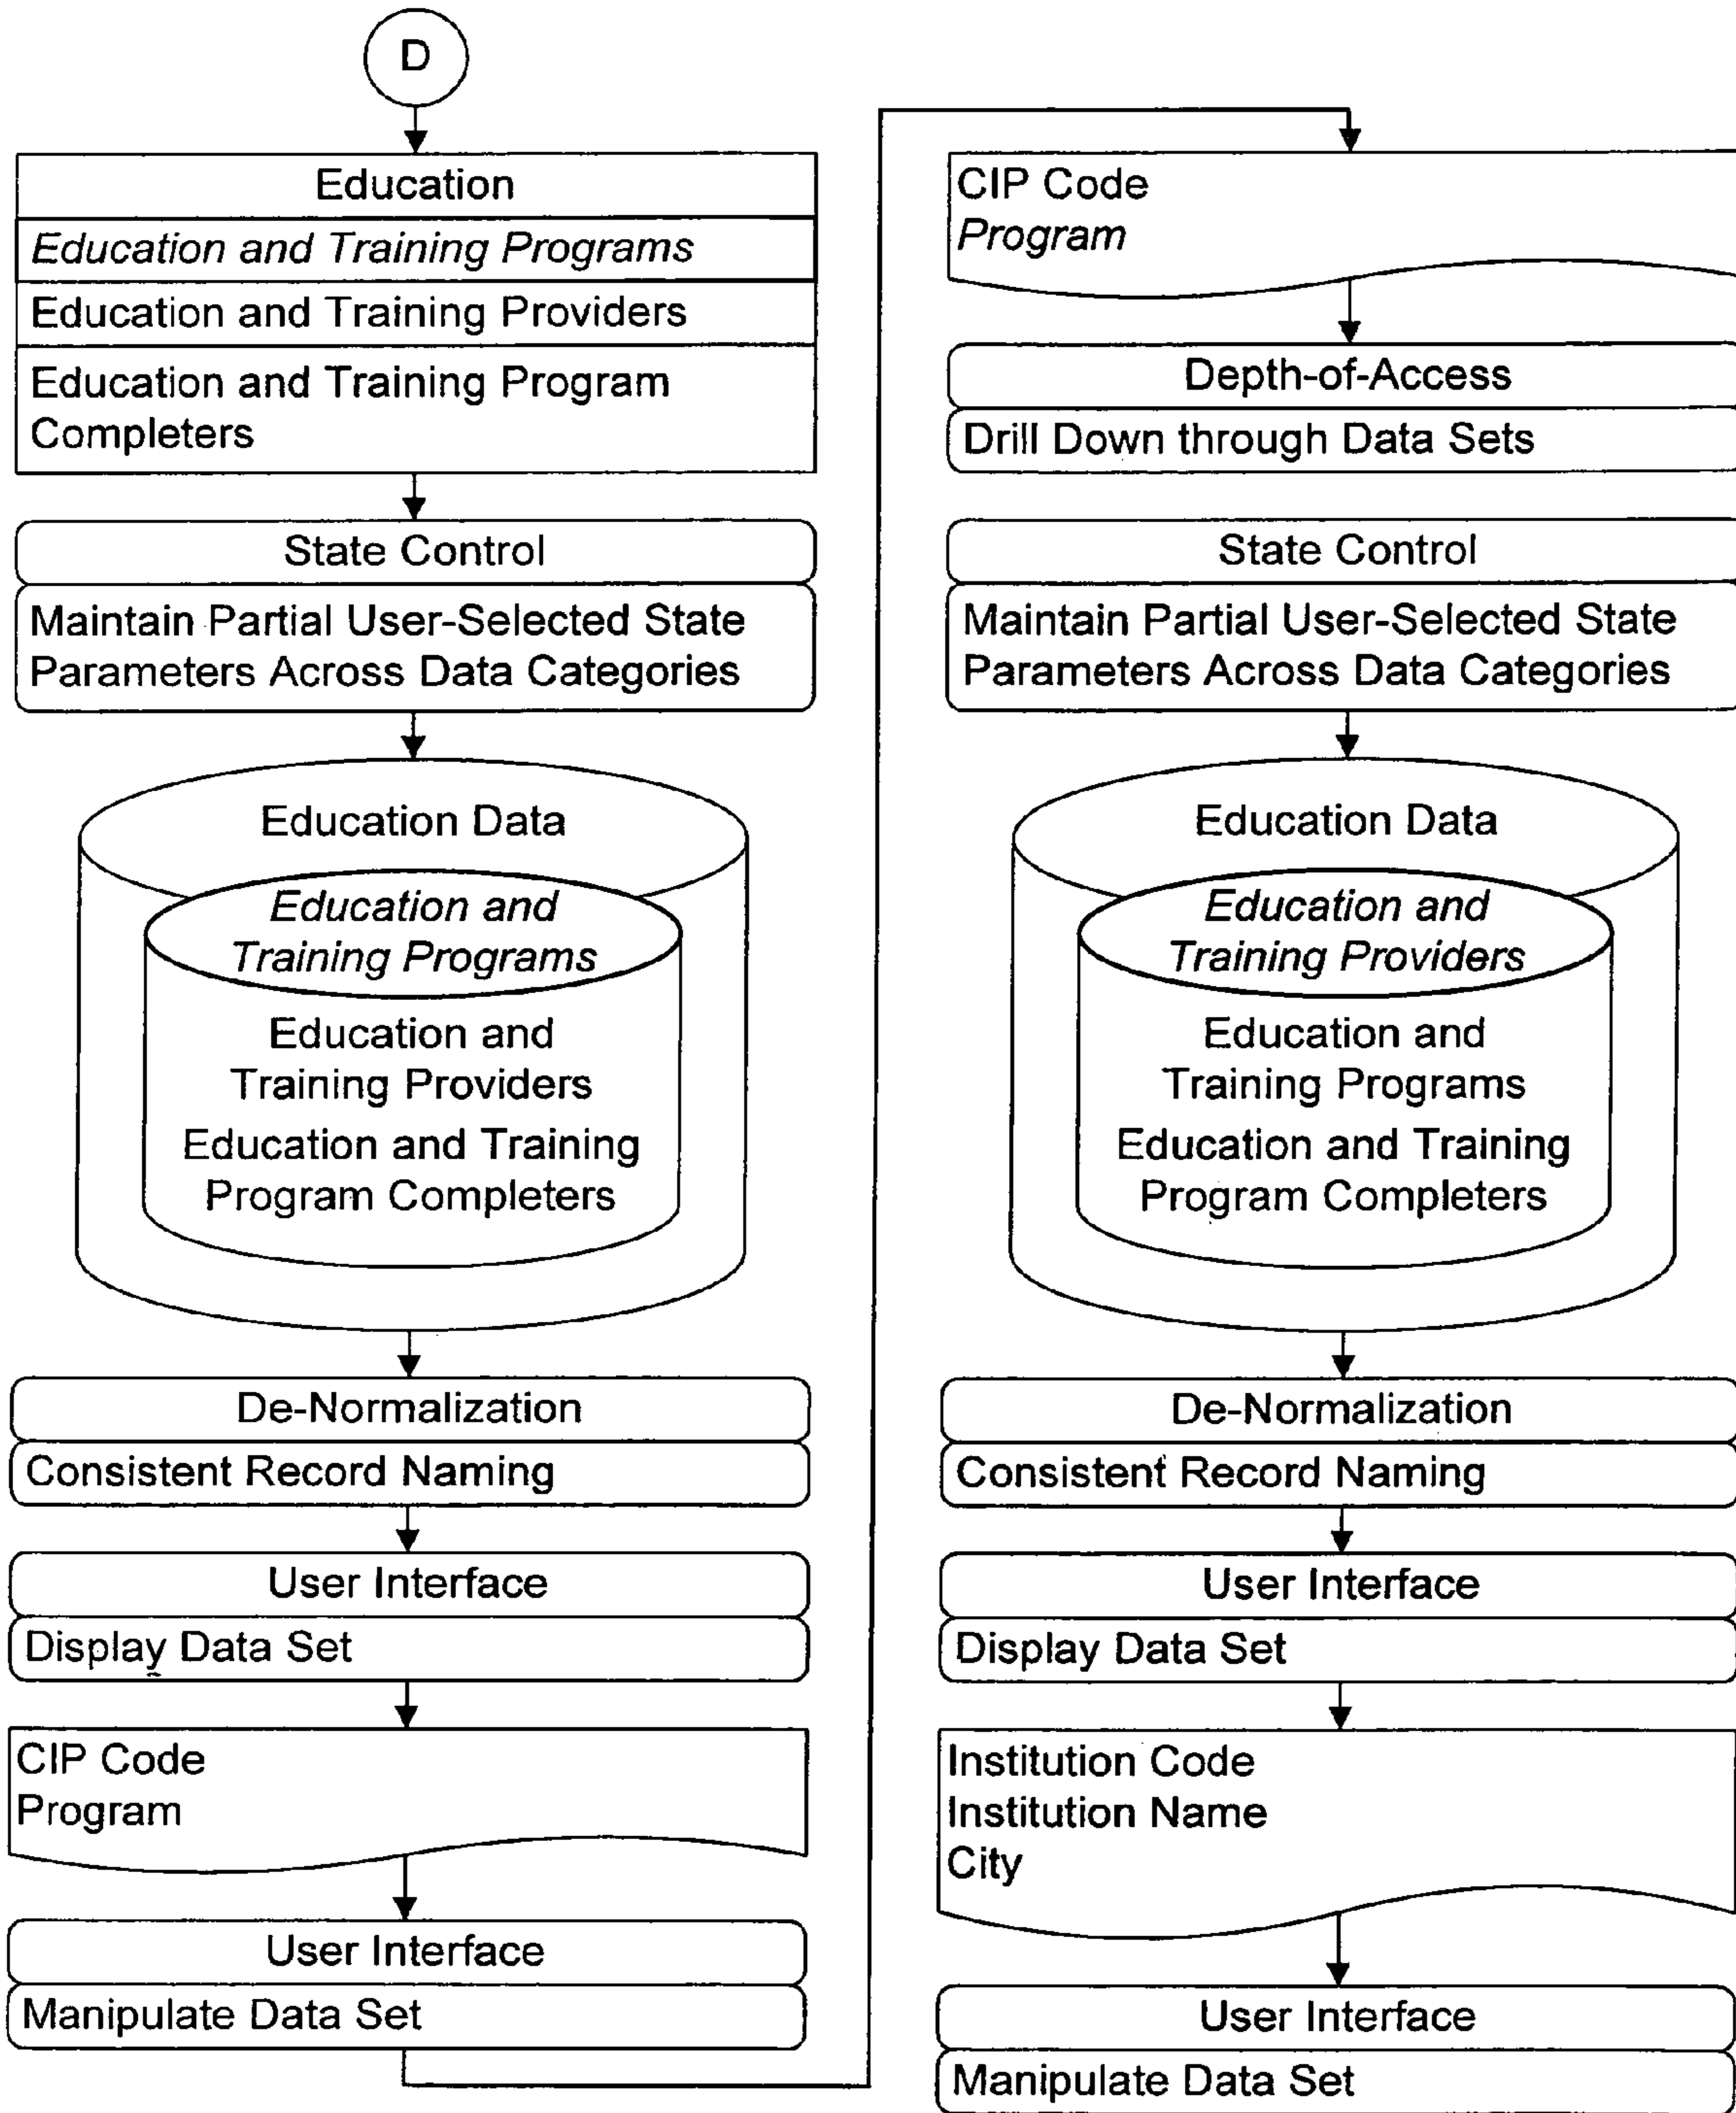 D
Education
Education and Training Programs
Education and Training Providers
Education and Training Program
Completers
State Control
Maintain Partial User-Selected State
Parameters Across Data Categories
Education Data
Education and
Training Programs
Education and
Training Providers
Education and Training
Program Completers
De-Normalization
Consistent Record Naming
User Interface
Display Data Set
CIP Code
Program
User Interface
Manipulate Data Set
CIP Code
Program
Depth-of-Access
Drill Down through Data Sets
State Control
Maintain Partial User-Selected State
Parameters Across Data Categories
Education Data
Education and
Training Providers
Education and
Training Programs
Education and Training
Program Completers
De-Normalization
Consistent Record Naming
User Interface
Display Data Set
Institution Code
Institution Name
City
User Interface
Manipulate Data Set